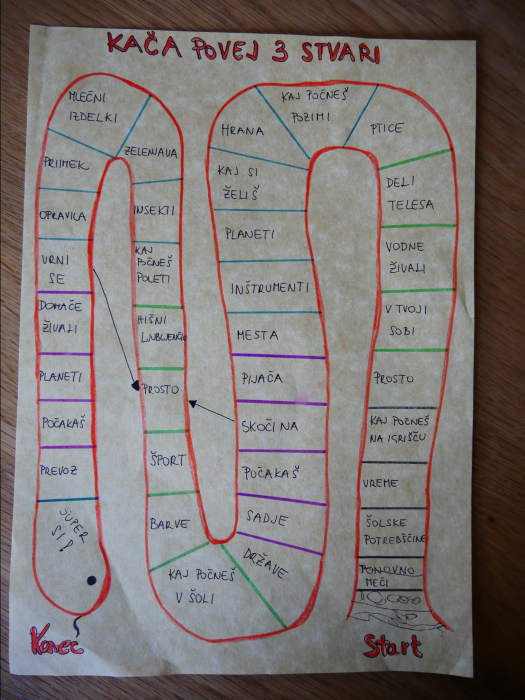 KAČA POVEJ 3 STVARI
Start
PONOVNO
MEČI
ŠOLSKE
POTREBŠČINE
VREME
KAJ POČNEŠ
NA IGRIŠČU
PROSTO
V TVOJI
SOBI
VODNE
ŽIVALI
DELI
TELESA
PTICE
KAJ POČNEŠ
POZIMI
HRANA
KAJ SI
ŽELIŠ
PLANETI
INŠTRUMENTI
MESTA
PIJAČA
SKOČI NA
POČAKAŠ
SADJE
DRŽAVE
KAJ POČNEŠ
V ŠOLI
BARVE
ŠPORT
PROSTO
HIŠNI
LJUBLJENČKI
KAJ
POČNEŠ
POLETI
INSEKTI
ZELENJAVA
MLEČNI
IZDELKI
PRIIMEK
OPRAVILA
VRNI
SE
DOMAČE
ŽIVALI
PLANETI
POČAKAŠ
PREVOZ
SUPER
SI!
Konec